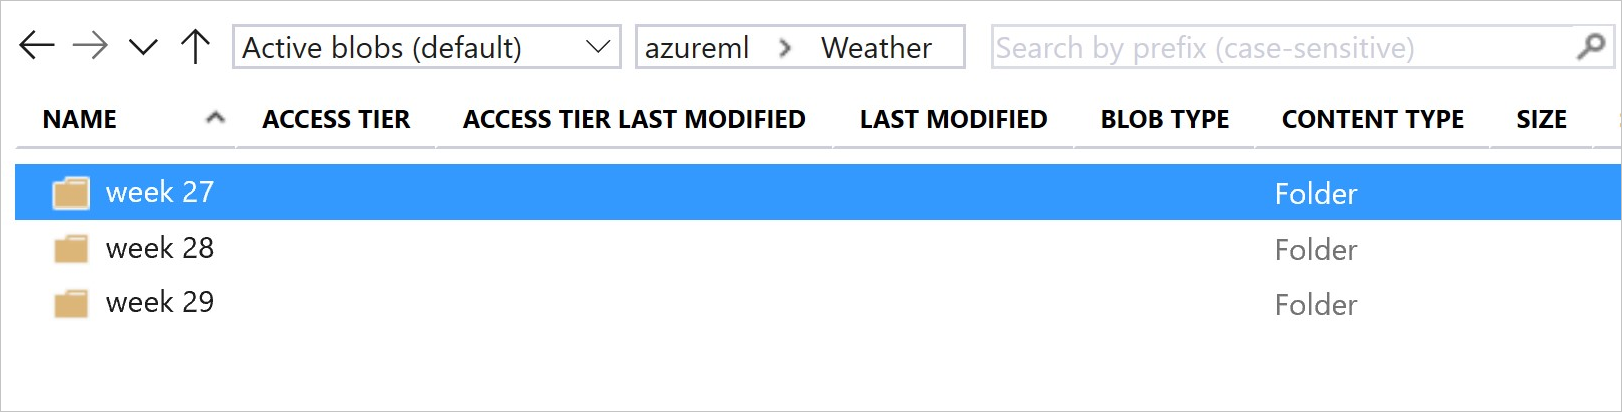 Active blobs (default) azureml Weather Search by prefix (case-sensitive)
NAME ACCESS TIER ACCESS TIER LAST MODIFIED LAST MODIFIED BLOB TYPE CONTENT TYPE SIZE
week 27 Folder
week 28 Folder
week 29 Folder